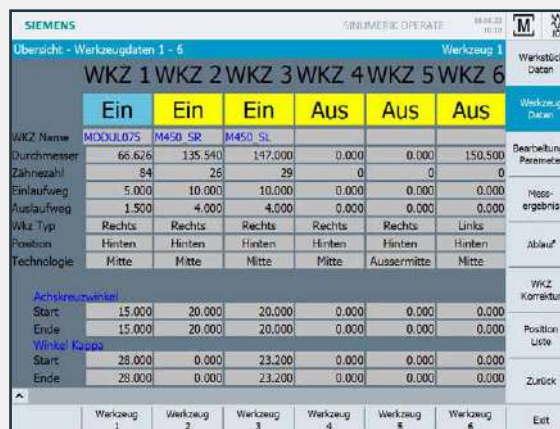 SIEMENS SINUMERIK OPERATE
Übersicht - Werkzeugdaten 1 - 6 Werkzeug 1
WKZ 1 WKZ 2 WKZ 3 WKZ 4 WKZ 5 WKZ 6
Ein Ein Ein Aus Aus Aus
WKZ Name MODUL075 M450_SR M450_SL
Durchmesser 66.626 135.540 147.000 0.000 0.000 150.500
Zähnezahl 84 26 29 0 0 0
Einlaufweg 5.000 10.000 10.000 0.000 0.000 0.000
Auslaufweg 1.500 4.000 4.000 0.000 0.000 0.000
Wkz Typ Rechts Rechts Rechts Rechts Rechts Links
Position Hinten Hinten Hinten Hinten Hinten Hinten
Technologie Mitte Mitte Mitte Mitte Aussermitte Mitte
Achskreuzwinkel
Start 15.000 20.000 20.000 0.000 0.000 0.000
Ende 15.000 20.000 20.000 0.000 0.000 0.000
Winkel Kappa
Start 28.000 0.000 23.200 0.000 0.000 0.000
Ende 28.000 0.000 23.200 0.000 0.000 0.000
Werkzeug 1
Werkzeug 2
Werkzeug 3
Werkzeug 4
Werkzeug 5
Werkzeug 6
M
Werkstück
Daten
Werkzeug
Daten
Bearbeitung
Paramete
Mess-
ergebnis
Ablauf
WKZ
Korrektur
Position
Liste
Zurück
Exit